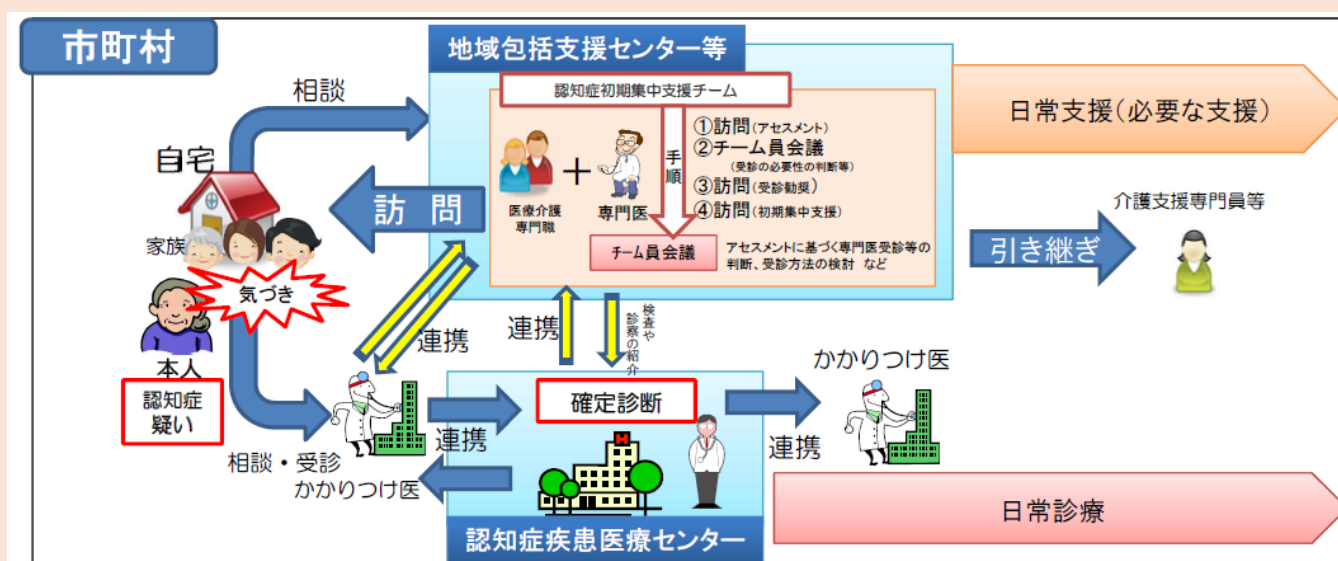 市町村
地域包括支援センター等
認知症初期集中支援チーム
相談
自宅
訪 問
家族
気づき
本人
認知症
疑い
医療介護
専門職
+
専門医
手順
①訪問(アセスメント)
②チーム員会議
(受診の必要性の判断等)
③訪問(受診勧奨)
④訪問(初期集中支援)
チーム員会議
アセスメントに基づく専門医受診等の
判断、受診方法の検討 など
日常支援(必要な支援)
介護支援専門員等
引き継ぎ
連携
連携
検査や
診察の紹介
相談・受診
かかりつけ医
連携
確定診断
H
連携
かかりつけ医
認知症疾患医療センター
日常診療